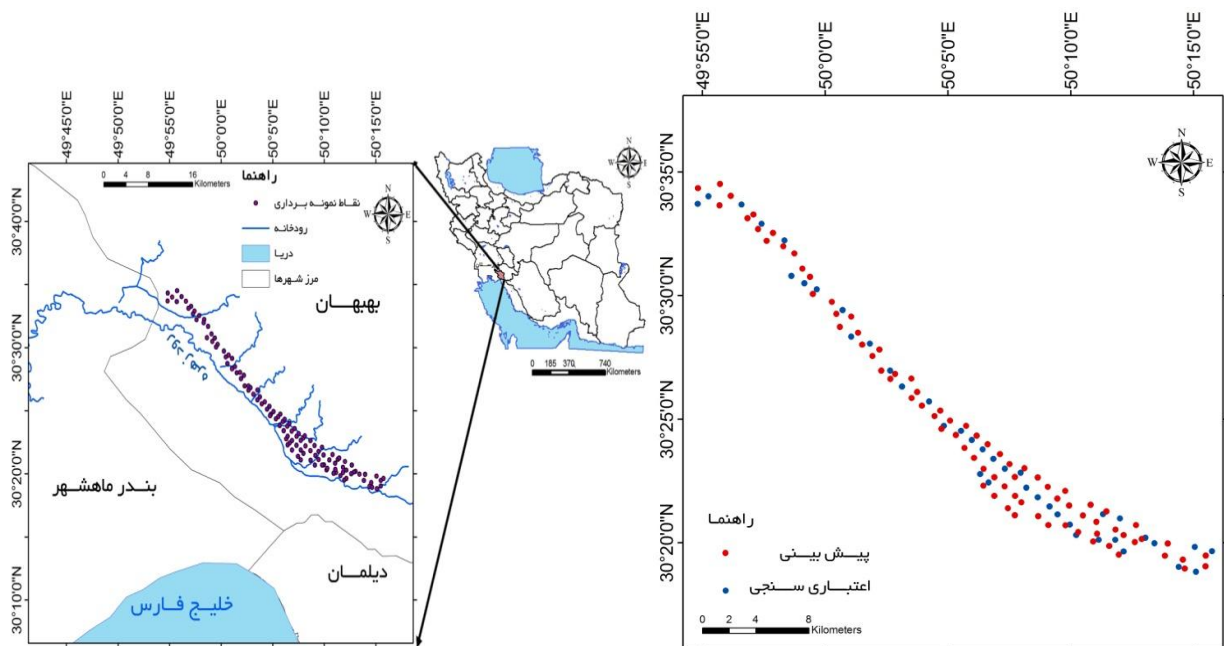 49°45'0"E
49°50'0"E
49°55'0"E
50°0'0"E
50°5'0"E
50°10'0"E
50°15'0"E
0 4 8 16
Kilometers
راهنما
نقاط نمونه برداری
رودخانه
دریا
مرز شهرها
N
W E
S
30°40'0"N
30°35'0"N
30°30'0"N
30°20'0"N
30°10'0"N
بهبهان
بندر ماهشهر
دیلمان
خلیج فارس
N
W E
S
0 185 370 740
Kilometers
49°55'0"E
50°0'0"E
50°5'0"E
50°10'0"E
50°15'0"E
N
W E
S
30°35'0"N
30°30'0"N
30°25'0"N
30°20'0"N
راهنما
پیش بینی
اعتباری سنجی
0 2 4 8
Kilometers